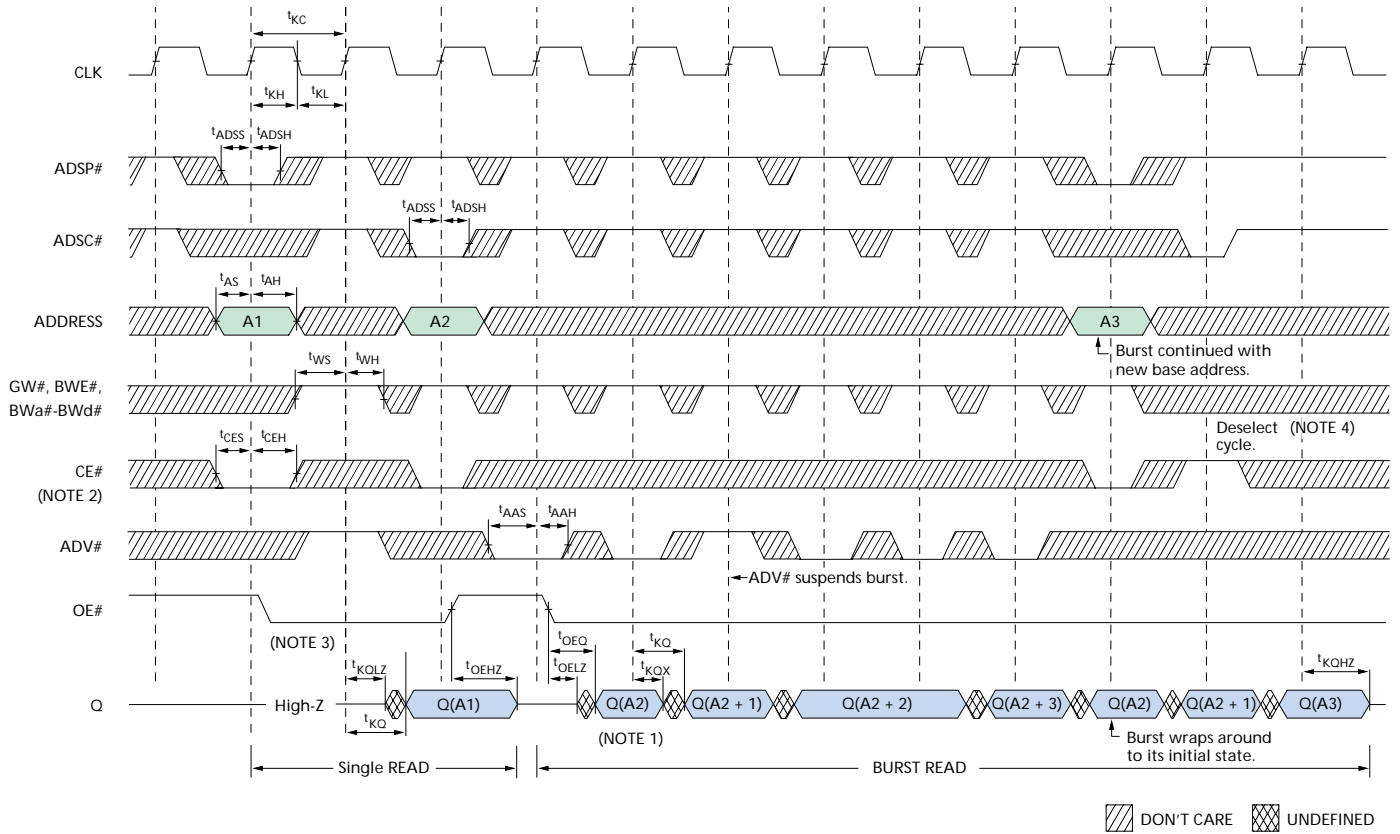 tKC
CLK
tKH tKL
tADSS tADSH
ADSP#
tADSS tADSH
ADSC#
tAS tAH
ADDRESS A1 A2 A3
Burst continued with
new base address.
tWS tWH
GW#, BWE#,
BWa#-BWd#
Deselect (NOTE 4)
cycle.
tCES tCEH
CE#
(NOTE 2)
tAAS tAAH
ADV#
ADV# suspends burst.
OE#
(NOTE 3)
tKQLZ tOEHZ tOEQ tOELZ tKQ tKQX tKQHZ
Q High-Z Q(A1) Q(A2) Q(A2 + 1) Q(A2 + 2) Q(A2 + 3) Q(A2) Q(A2 + 1) Q(A3)
tKQ
(NOTE 1)
Burst wraps around
to its initial state.
Single READ BURST READ
DON'T CARE UNDEFINED